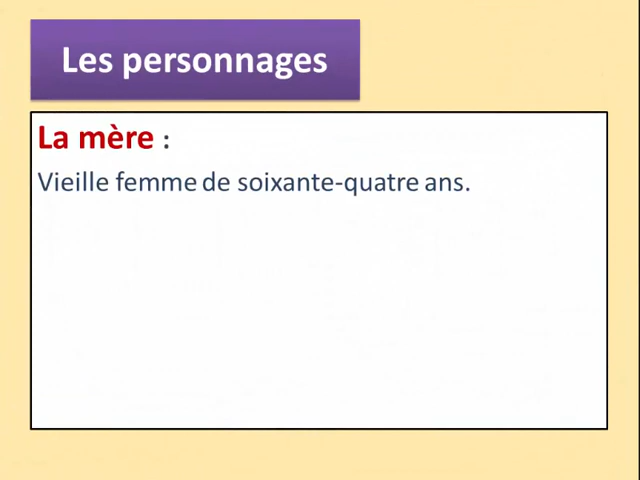 Les personnages
La mère :
Vieille femme de soixante-quatre ans.